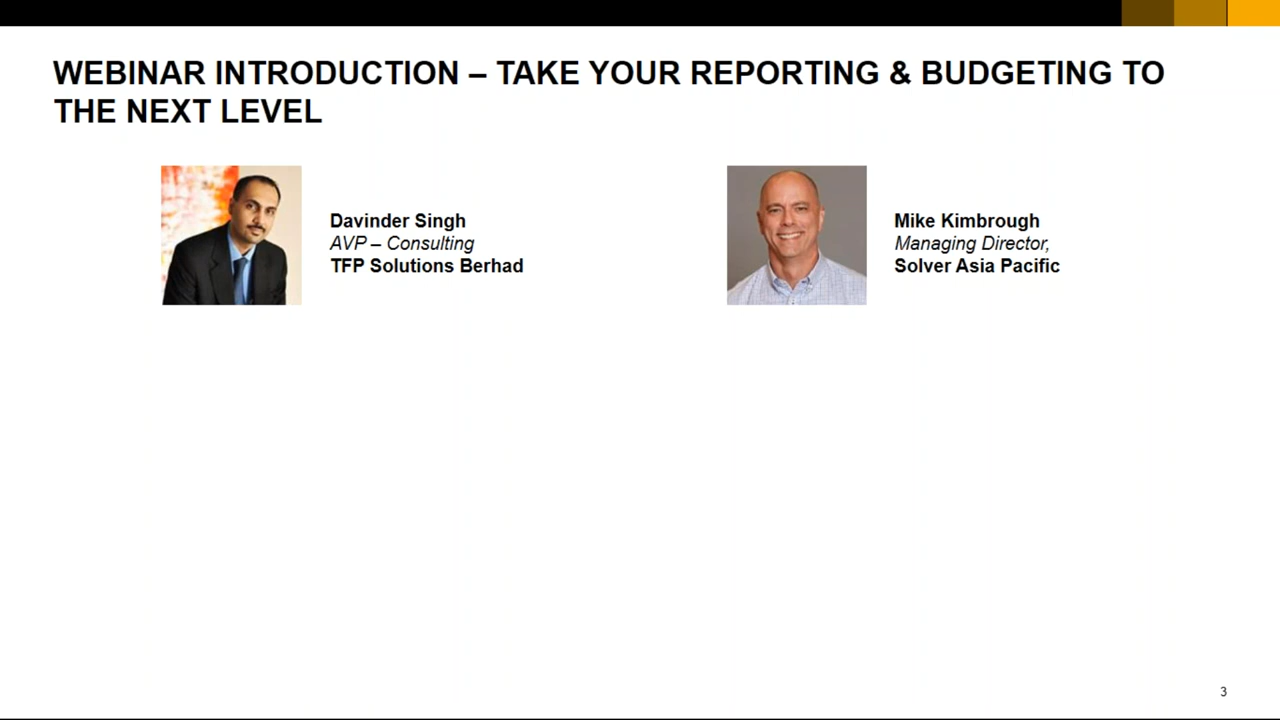 WEBINAR INTRODUCTION – TAKE YOUR REPORTING & BUDGETING TO
THE NEXT LEVEL
Davinder Singh
AVP – Consulting
TFP Solutions Berhad
Mike Kimbrough
Managing Director,
Solver Asia Pacific
3